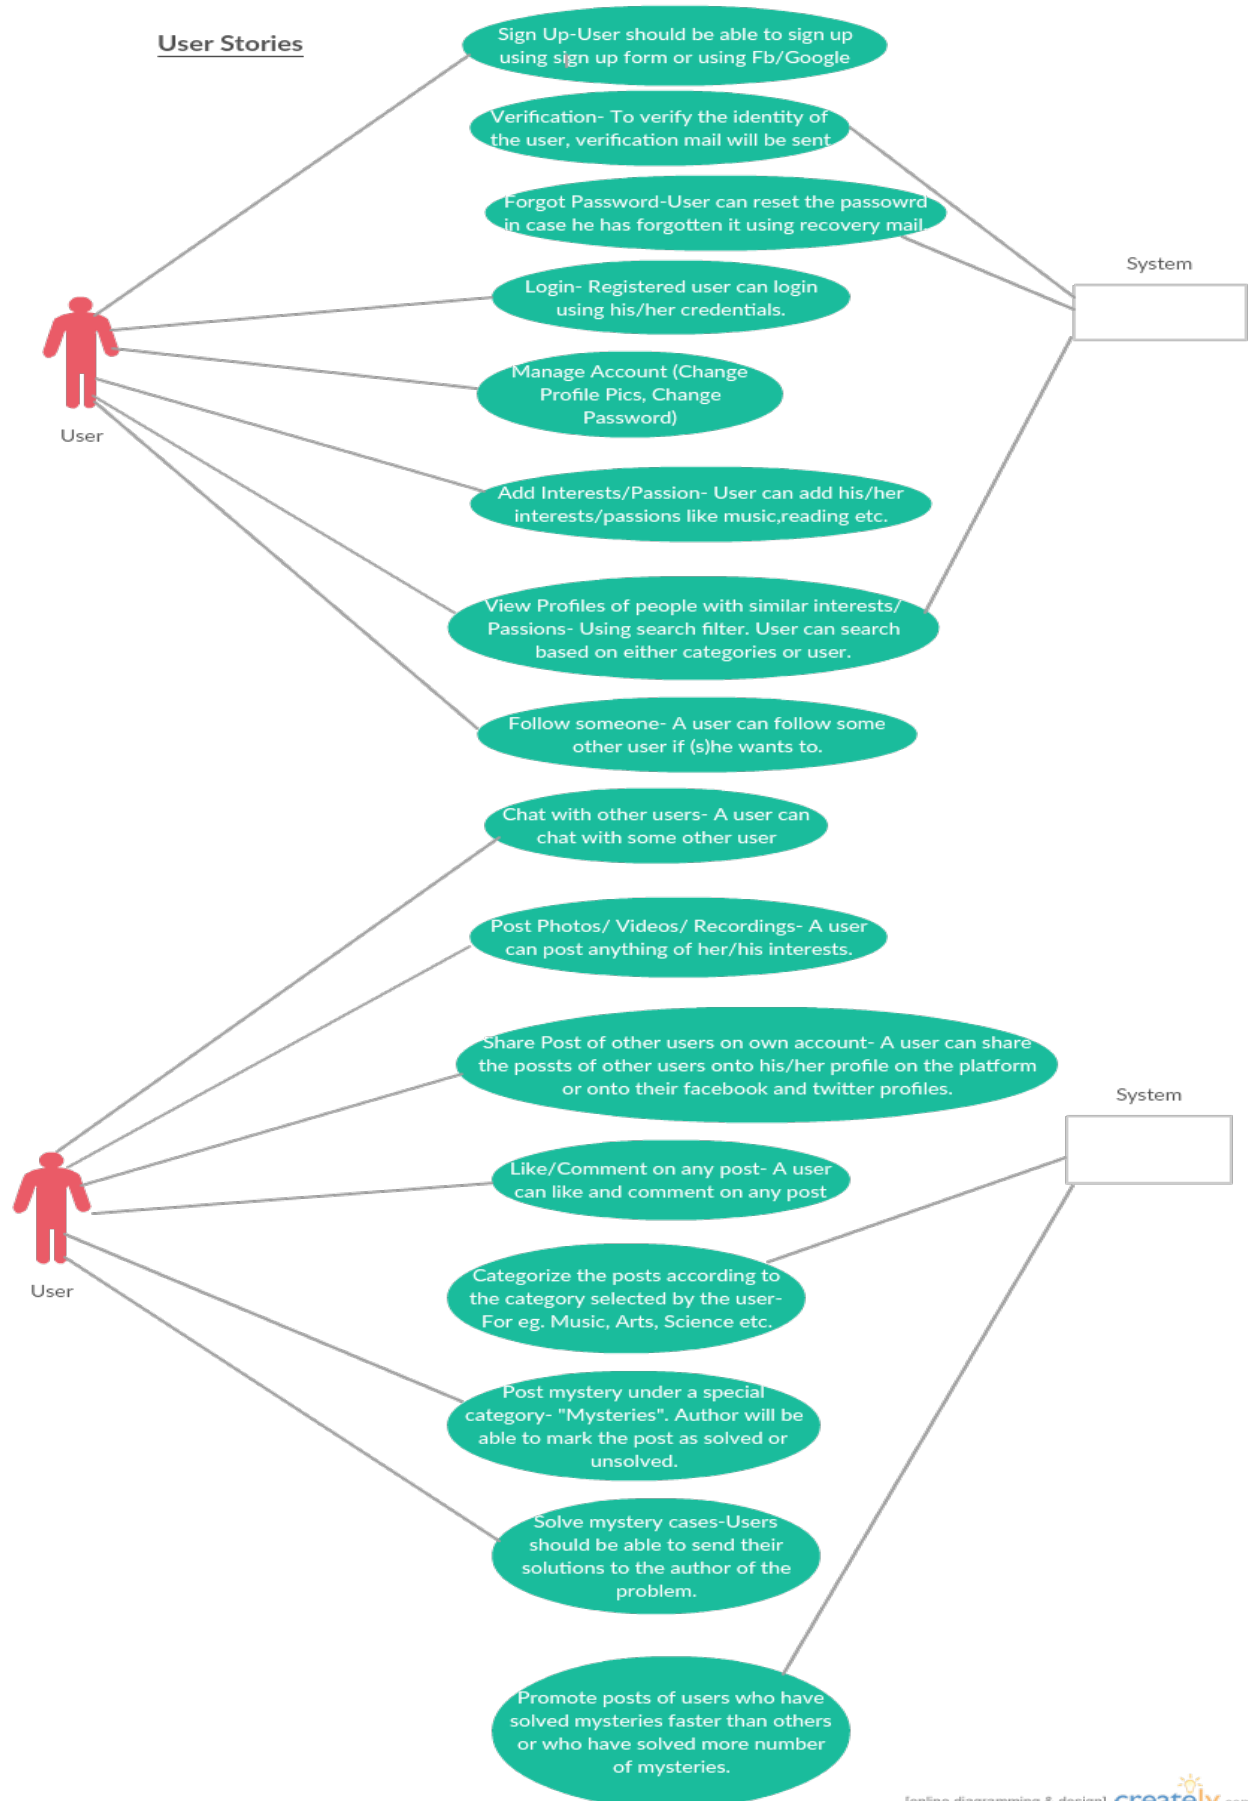 User Stories
Sign Up-User should be able to sign up
using sign up form or using Fb/Google
Verification- To verify the identity of
the user, verification mail will be sent
Forgot Password-User can reset the passowrd
in case he has forgotten it using recovery mail
System
Login- Registered user can login
using his/her credentials.
Manage Account (Change
Profile Pics, Change
Password)
User
Add Interests/Passion- User can add his/her
interests/passions like music,reading etc.
View Profiles of people with similar interests/
Passions- Using search filter. User can search
based on either categories or user.
Follow someone- A user can follow some
other user if (s)he wants to.
Chat with other users- A user can
chat with some other user
Post Photos/ Videos/ Recordings- A user
can post anything of her/his interests.
Share Post of other users on own account- A user can share
the possts of other users onto his/her profile on the platform
or onto their facebook and twitter profiles.
System
Like/Comment on any post- A user
can like and comment on any post
User
Categorize the posts according to
the category selected by the user-
For eg. Music, Arts, Science etc.
Post mystery under a special
category- "Mysteries". Author will be
able to mark the post as solved or
unsolved.
Solve mystery cases-Users
should be able to send their
solutions to the author of the
problem.
Promote posts of users who have
solved mysteries faster than others
or who have solved more number
of mysteries.
[online diagramming & design] creately